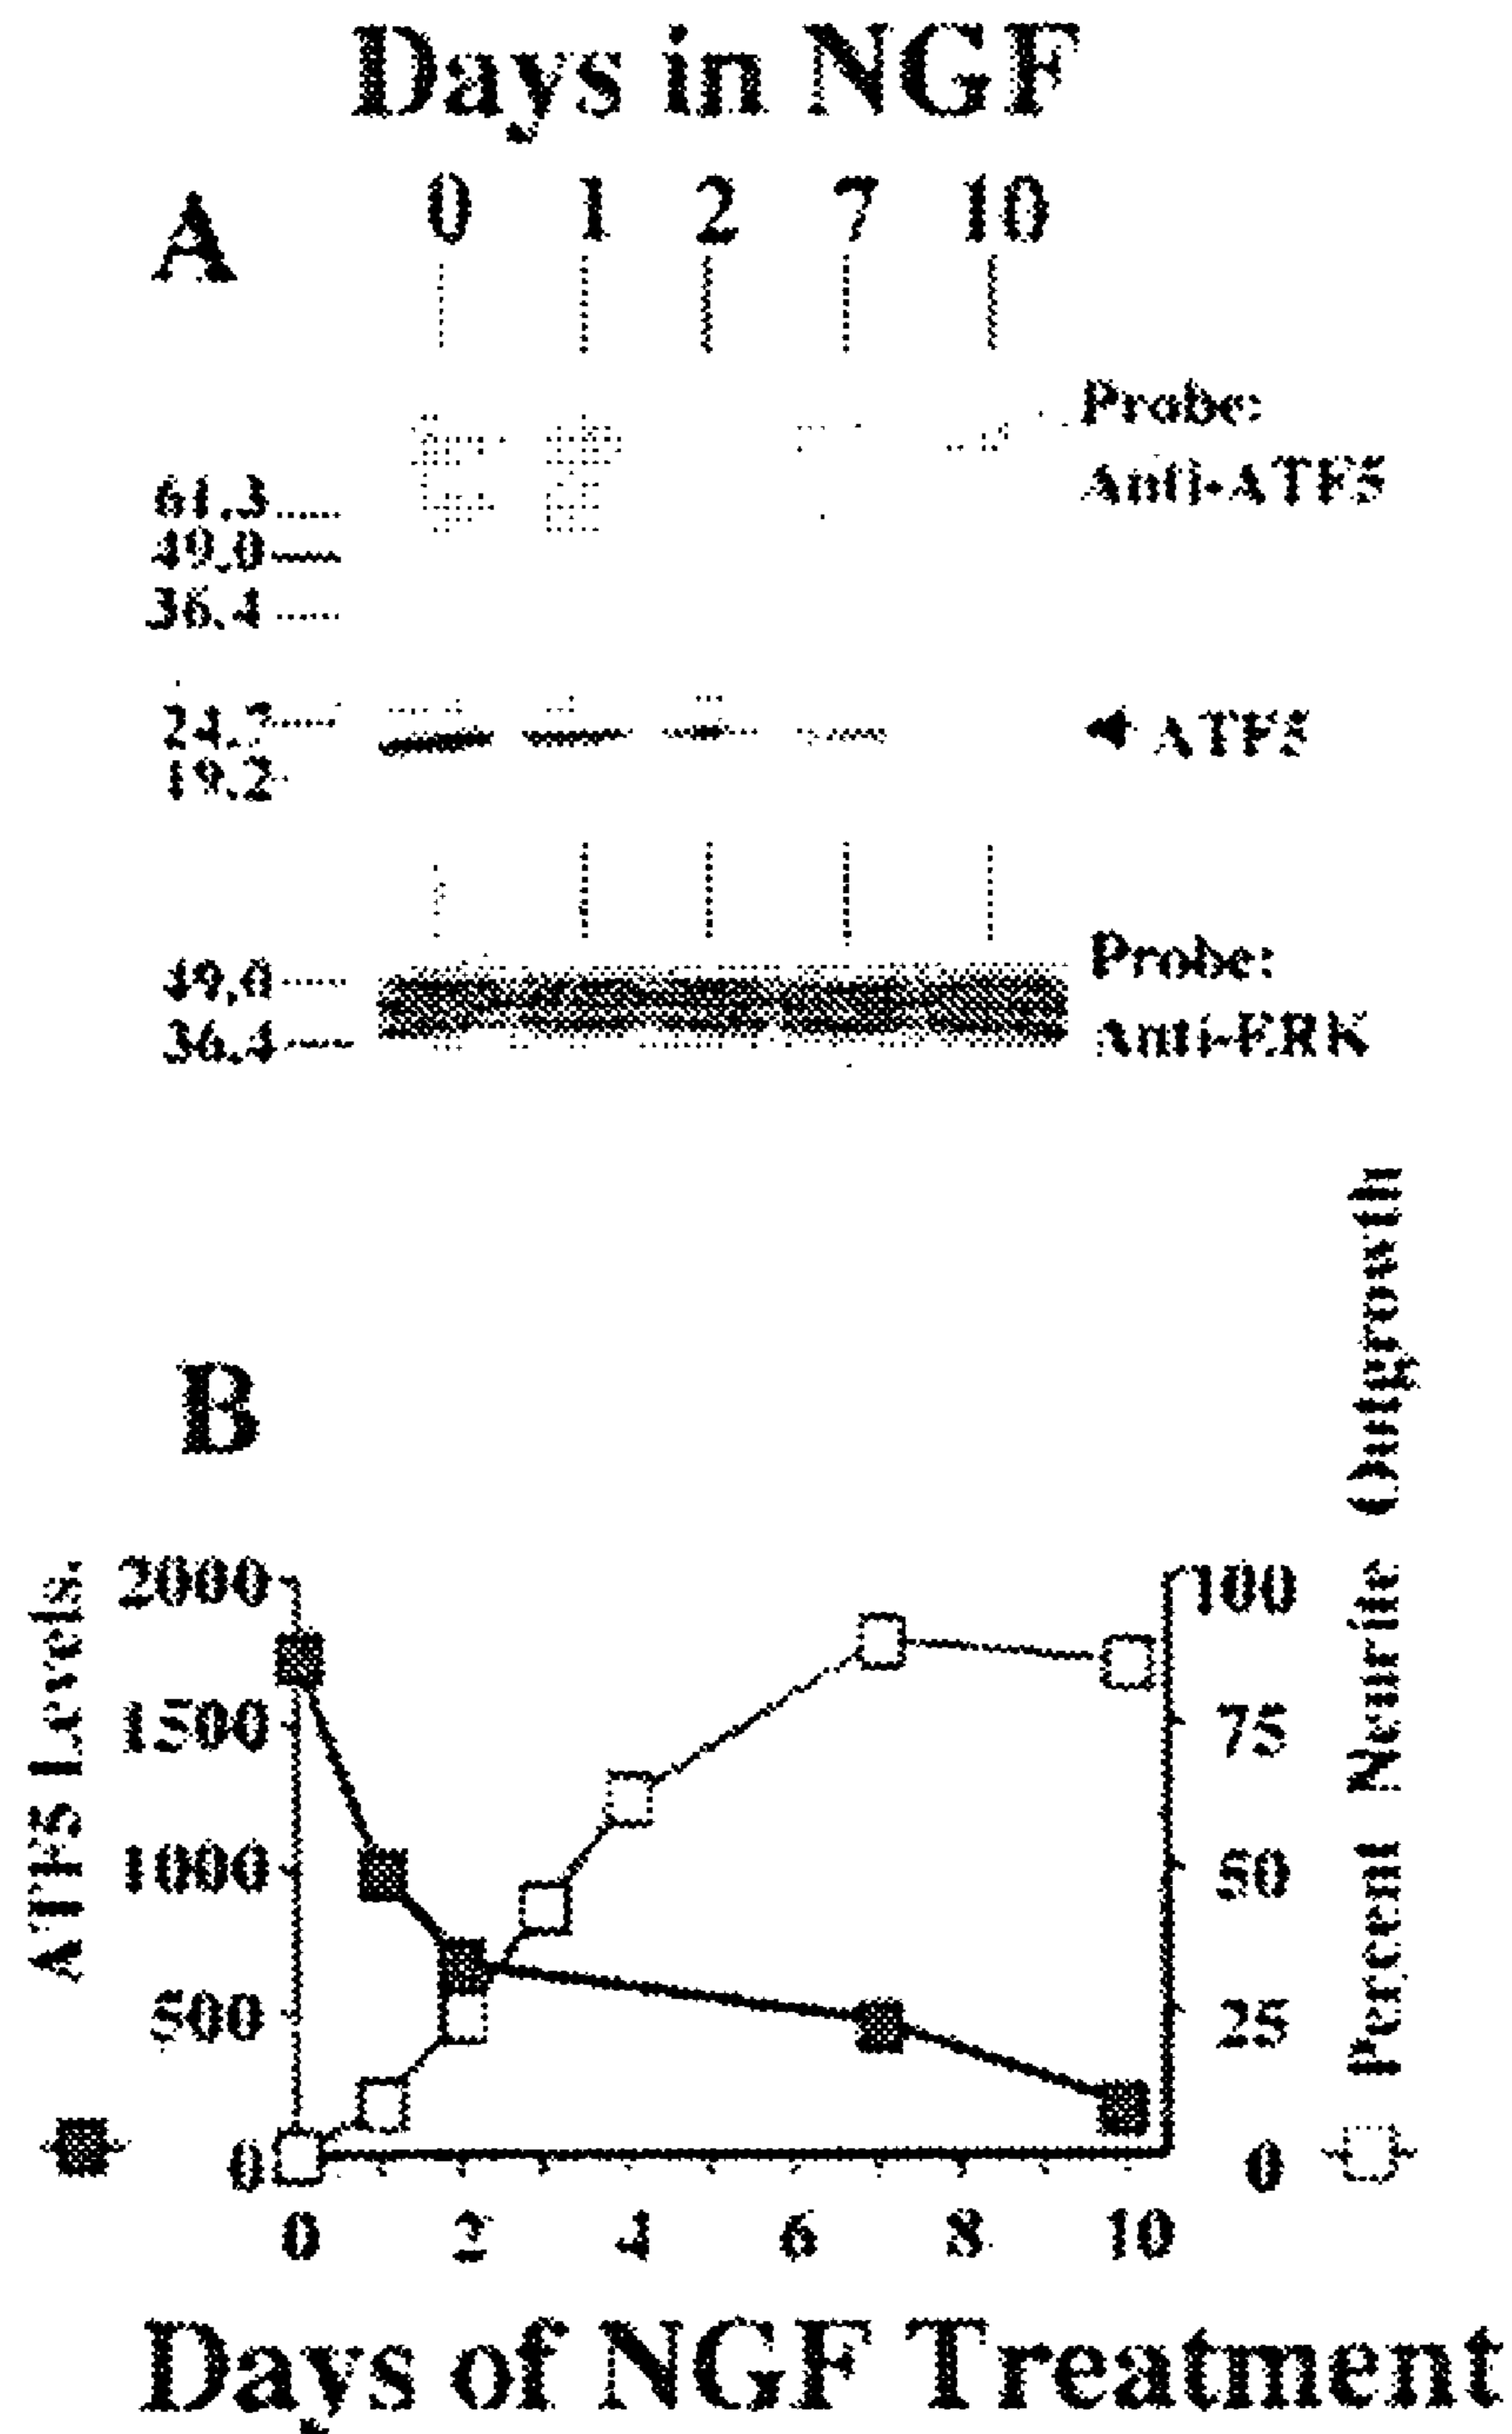 Days in NGF
A
0 1 2 7 10
Probe:
Anti-ATF5
61.3
49.0
36.4
24.7
19.2
ATF5
49.0
36.4
Probe:
Anti-ERK
B
ATF5 Levels
2000
1500
1000
500
0
100
75
50
25
0
Percent Neurite Outgrowth
0 2 4 6 8 10
Days of NGF Treatment